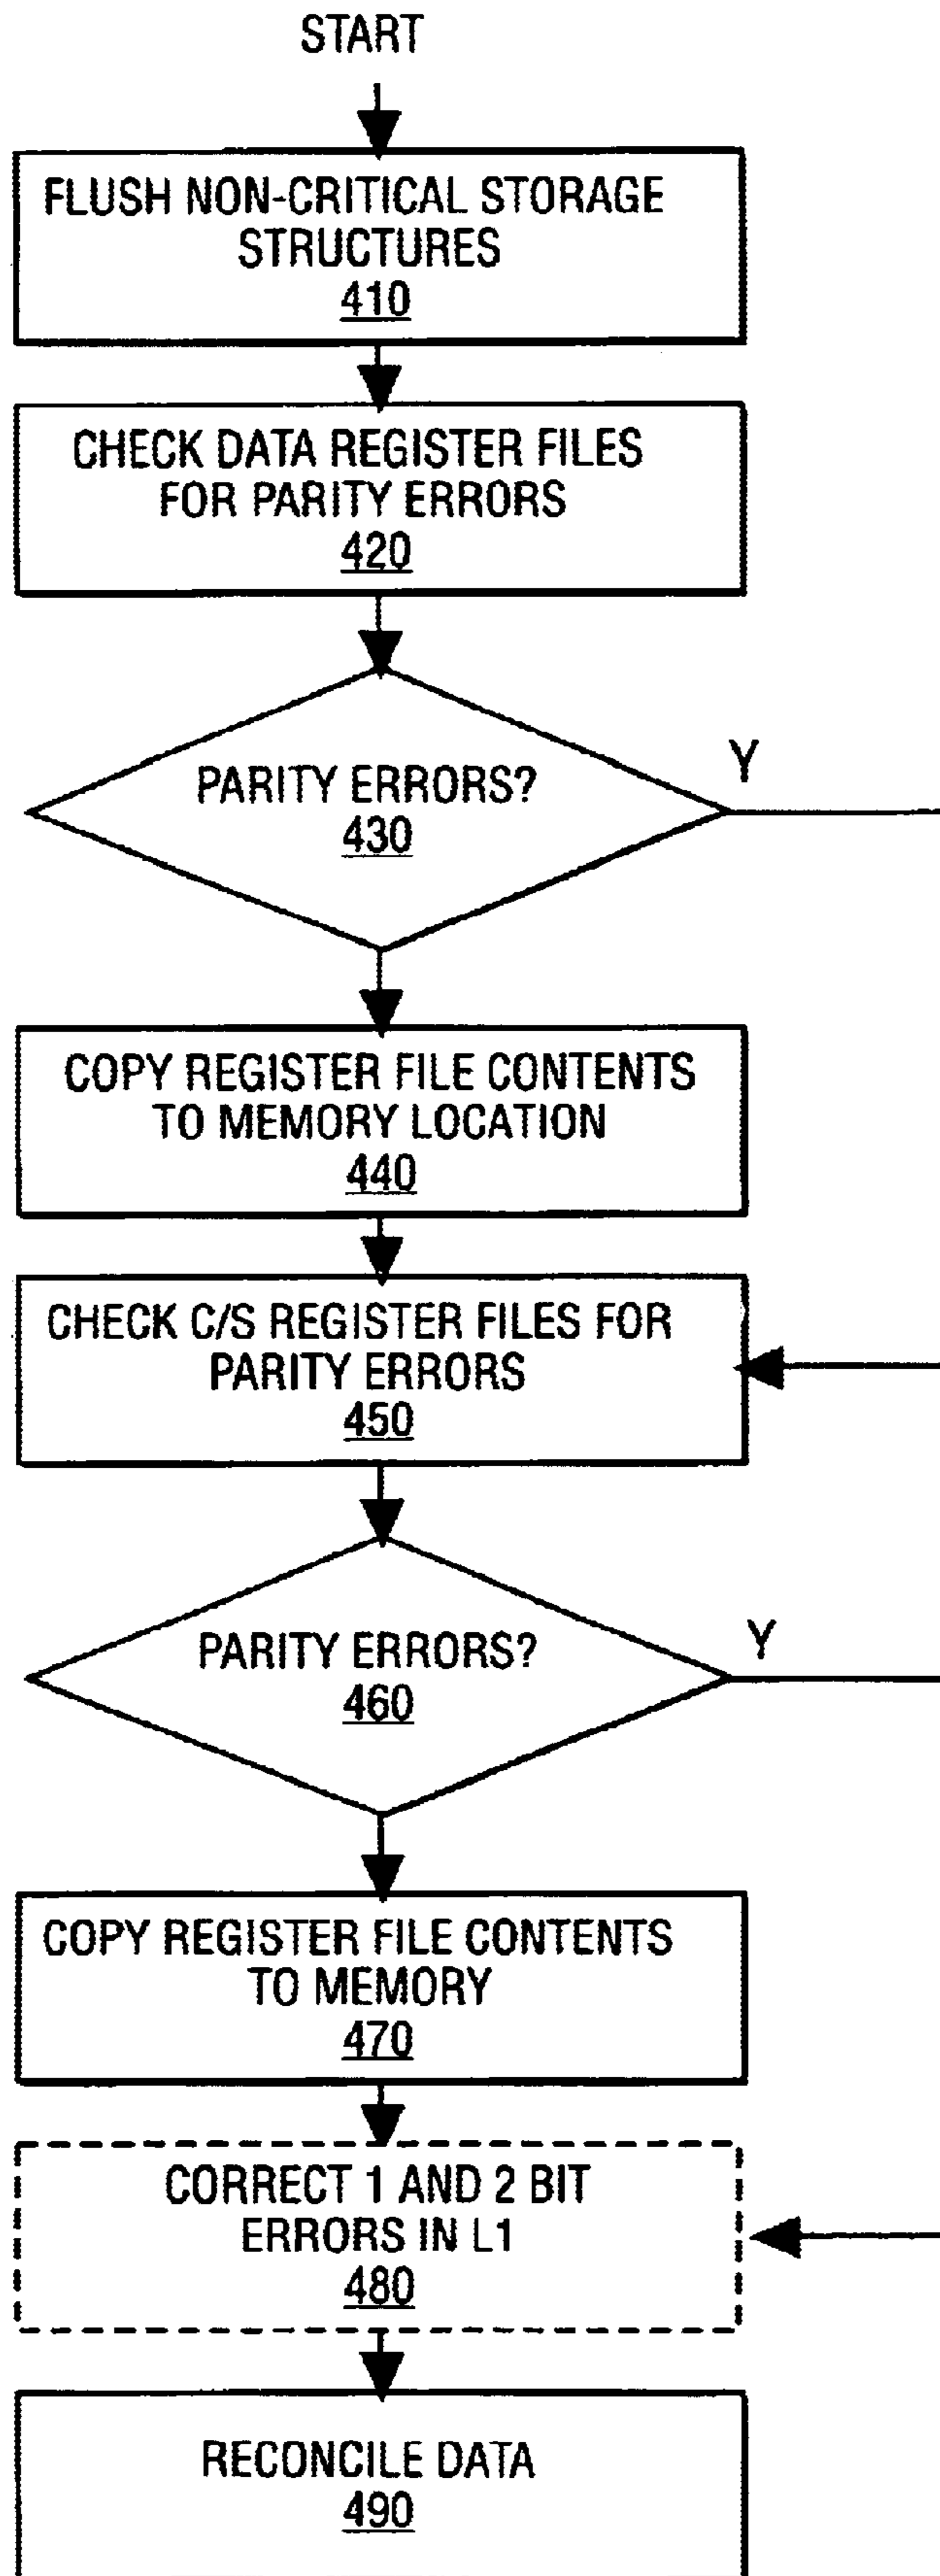 START
FLUSH NON-CRITICAL STORAGE
STRUCTURES
410
CHECK DATA REGISTER FILES
FOR PARITY ERRORS
420
Y
PARITY ERRORS?
430
COPY REGISTER FILE CONTENTS
TO MEMORY LOCATION
440
CHECK C/S REGISTER FILES FOR
PARITY ERRORS
450
Y
PARITY ERRORS?
460
COPY REGISTER FILE CONTENTS
TO MEMORY
470
CORRECT 1 AND 2 BIT
ERRORS IN L1
480
RECONCILE DATA
490